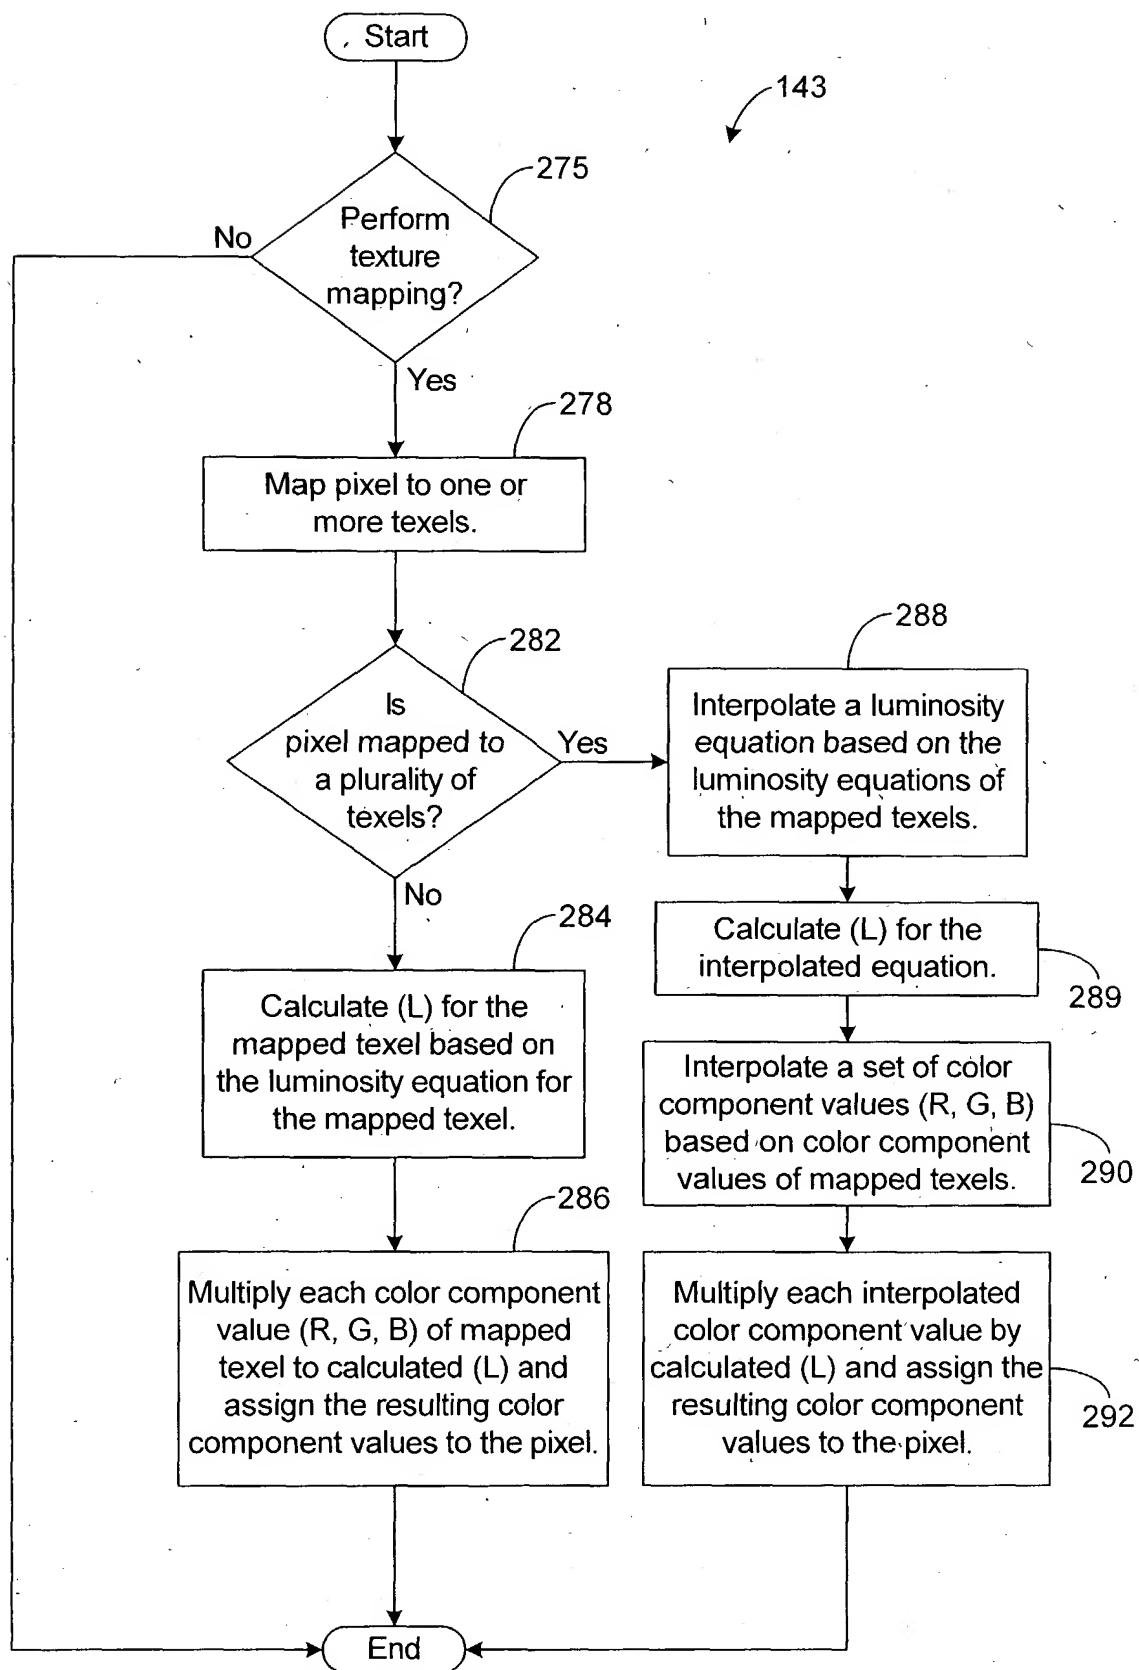 Start
143
275
Perform
texture
mapping?
No
Yes
278
Map pixel to one or
more texels.
282
Is
pixel mapped to
a plurality of
texels?
Yes
No
288
Interpolate a luminosity
equation based on the
luminosity equations of
the mapped texels.
284
Calculate (L) for the
mapped texel based on
the luminosity equation for
the mapped texel.
Calculate (L) for the
interpolated equation.
289
Interpolate a set of color
component values (R, G, B)
based on color component
values of mapped texels.
290
286
Multiply each color component
value (R, G, B) of mapped
texel to calculated (L) and
assign the resulting color
component values to the pixel.
Multiply each interpolated
color component value by
calculated (L) and assign the
resulting color component
values to the pixel.
292
End